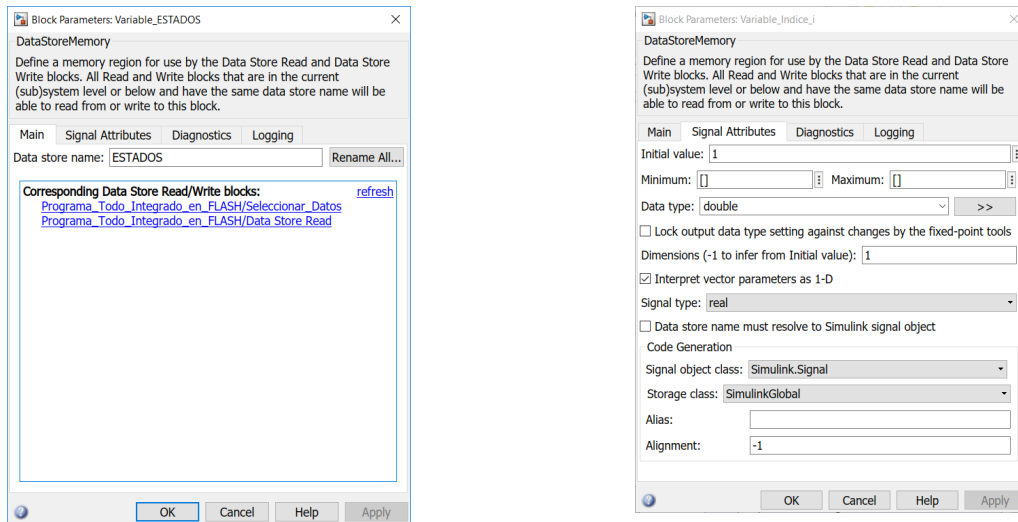 Block Parameters: Variable_ESTADOS
DataStoreMemory
Define a memory region for use by the Data Store Read and Data Store
Write blocks. All Read and Write blocks that are in the current
(sub)system level or below and have the same data store name will be
able to read from or write to this block.
Main Signal Attributes Diagnostics Logging
Data store name: ESTADOS Rename All...
Corresponding Data Store Read/Write blocks: refresh
Programa_Todo_Integrado_en_FLASH/Seleccionar_Datos
Programa_Todo_Integrado_en_FLASH/Data Store Read
OK Cancel Help Apply
Block Parameters: Variable_Indice_i
DataStoreMemory
Define a memory region for use by the Data Store Read and Data Store
Write blocks. All Read and Write blocks that are in the current
(sub)system level or below and have the same data store name will be
able to read from or write to this block.
Main Signal Attributes Diagnostics Logging
Initial value: 1
Minimum: [] Maximum: []
Data type: double >>
Lock output data type setting against changes by the fixed-point tools
Dimensions (-1 to infer from Initial value): 1
Interpret vector parameters as 1-D
Signal type: real
Data store name must resolve to Simulink signal object
Code Generation
Signal object class: Simulink.Signal
Storage class: SimulinkGlobal
Alias:
Alignment: -1
OK Cancel Help Apply